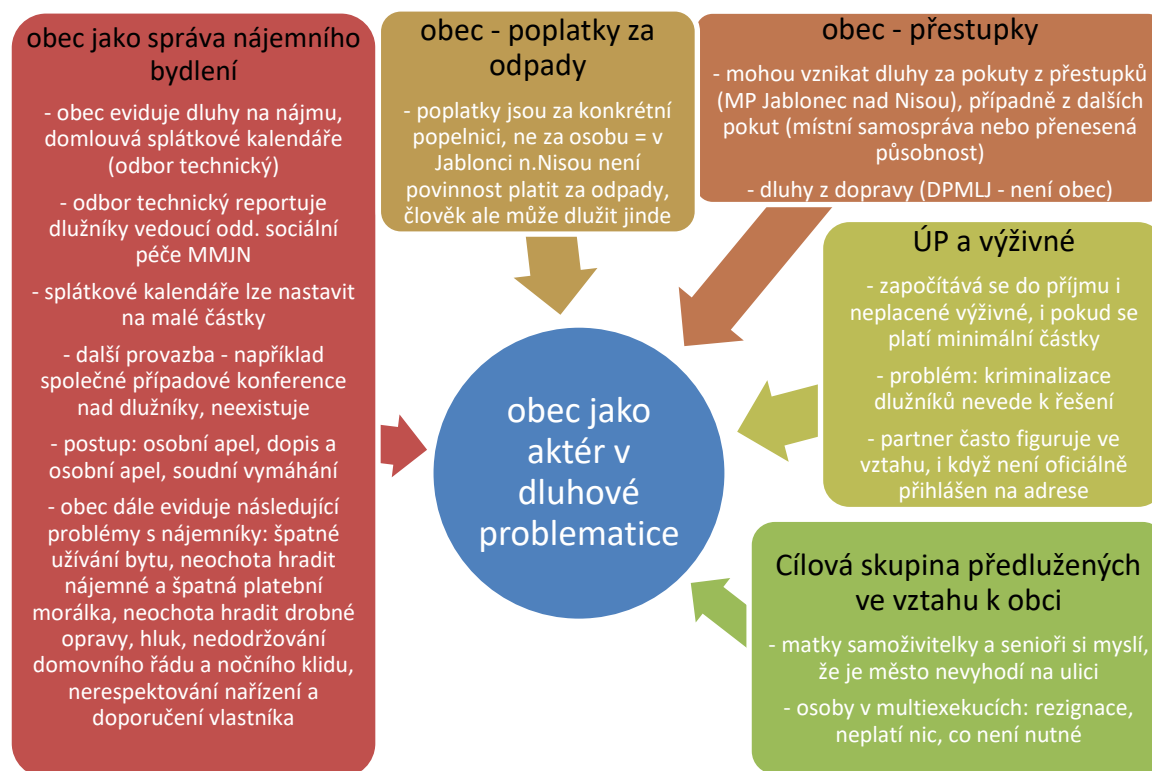 obec jako správa nájemního
bydlení
- obec eviduje dluhy na nájmu,
domlouvá splátkové kalendáře
(odbor technický)
- odbor technický reportuje
dlužníky vedoucí odd. sociální
péče MMJN
- splátkové kalendáře lze nastavit
na malé částky
- další provazba - například
společné případové konference
nad dlužníky, neexistuje
- postup: osobní apel, dopis a
osobní apel, soudní vymáhání
- obec dále eviduje následující
problémy s nájemníky: špatné
užívání bytu, neochota hradit
nájemné a špatná platební
morálka, neochota hradit drobné
opravy, hluk, nedodržování
domovního řádu a nočního klidu,
nerespektování nařízení a
doporučení vlastníka
obec - poplatky za
odpady
- poplatky jsou za konkrétní
popelnici, ne za osobu = v
Jablonci n.Nisou není
povinnost platit za odpady,
člověk ale může dlužit jinde
obec - přestupky
- mohou vznikat dluhy za pokuty z přestupků
(MP Jablonec nad Nisou), případně z dalších
pokut (místní samospráva nebo přenesená
působnost)
- dluhy z dopravy (DPMLJ - není obec)
ÚP a výživné
- započítává se do příjmu i
neplacené výživné, i pokud se
platí minimální částky
- problém: kriminalizace
dlužníků nevede k řešení
- partner často figuruje ve
vztahu, i když není oficiálně
přihlášen na adrese
obec jako
aktér v
dluhové
problematice
Cílová skupina předlužených
ve vztahu k obci
- matky samoživitelky a senioři si myslí,
že je město nevyhodí na ulici
- osoby v multiexekucích: rezignace,
neplatí nic, co není nutné